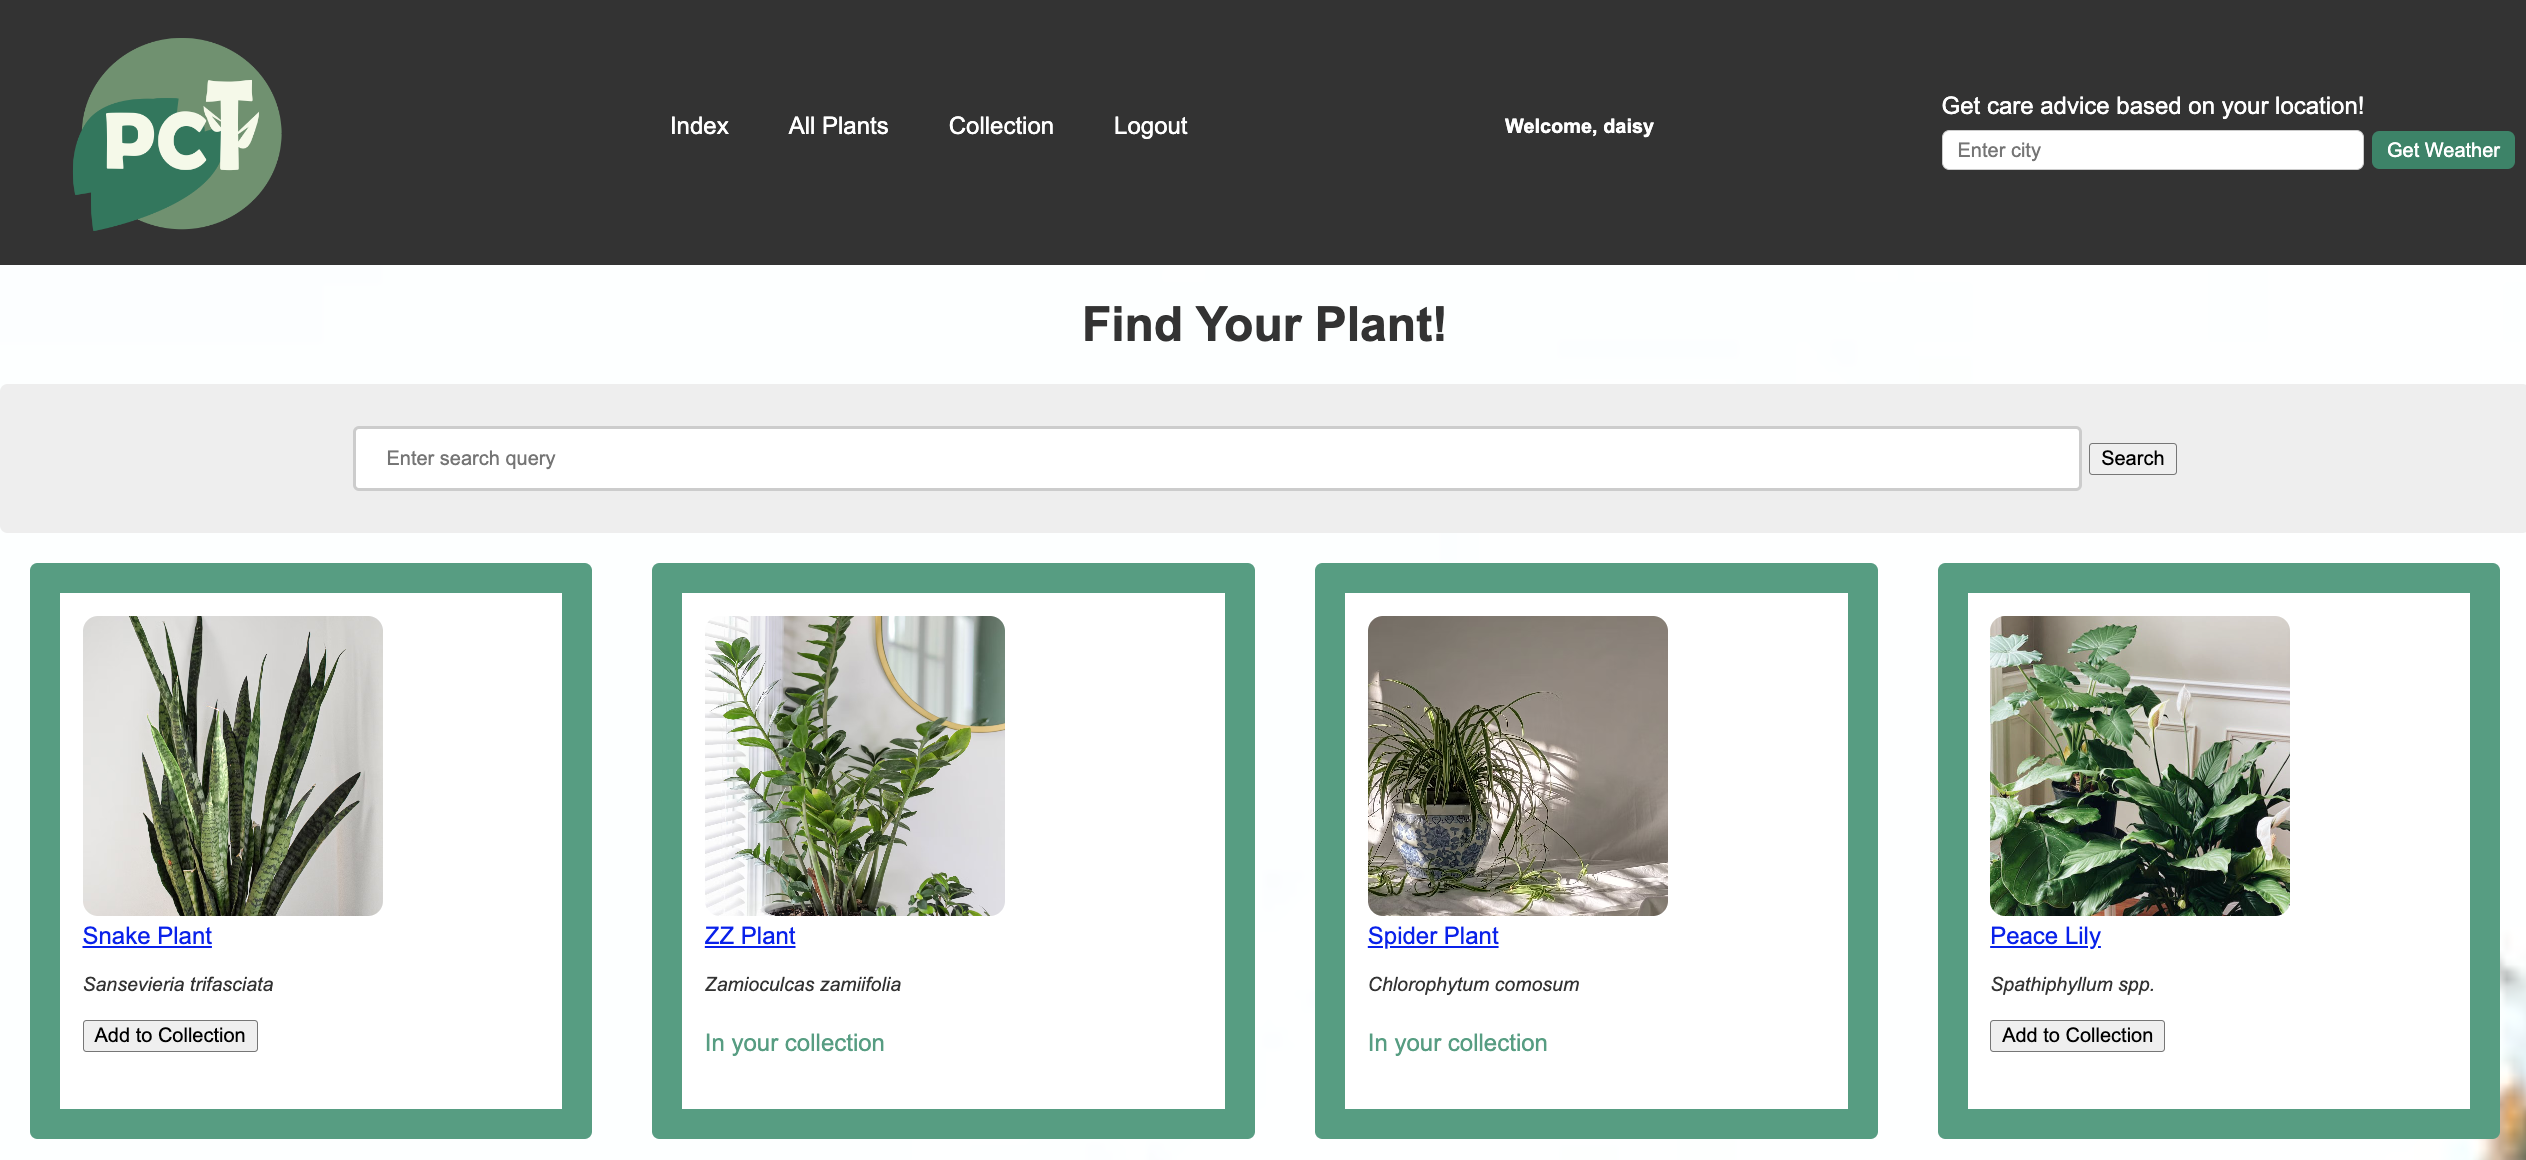 PCT
Index
All Plants
Collection
Logout
Welcome, daisy
Get care advice based on your location!
Enter city
Get Weather
Find Your Plant!
Enter search query
Search
Snake Plant
Sansevieria trifasciata
Add to Collection
ZZ Plant
Zamioculcas zamiifolia
In your collection
Spider Plant
Chlorophytum comosum
In your collection
Peace Lily
Spathiphyllum spp.
Add to Collection